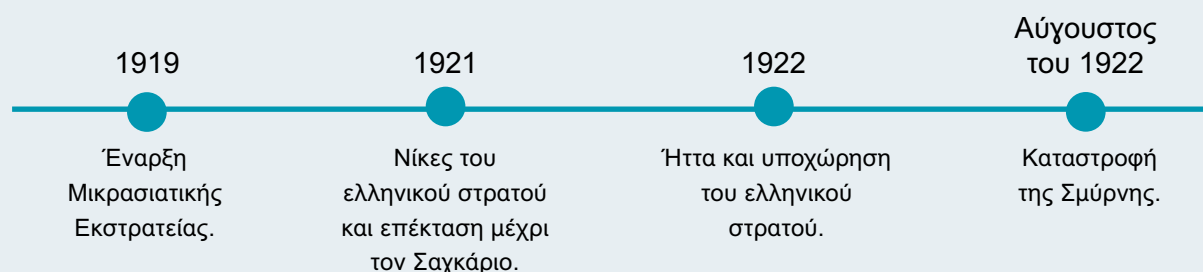 1919
Έναρξη
Μικρασιατικής
Εκστρατείας.
1921
Νίκες του
ελληνικού στρατού
και επέκταση μέχρι
τον Σαγκάριο.
1922
Ήττα και υποχώρηση
του ελληνικού
στρατού.
Αύγουστος
του 1922
Καταστροφή
της Σμύρνης.